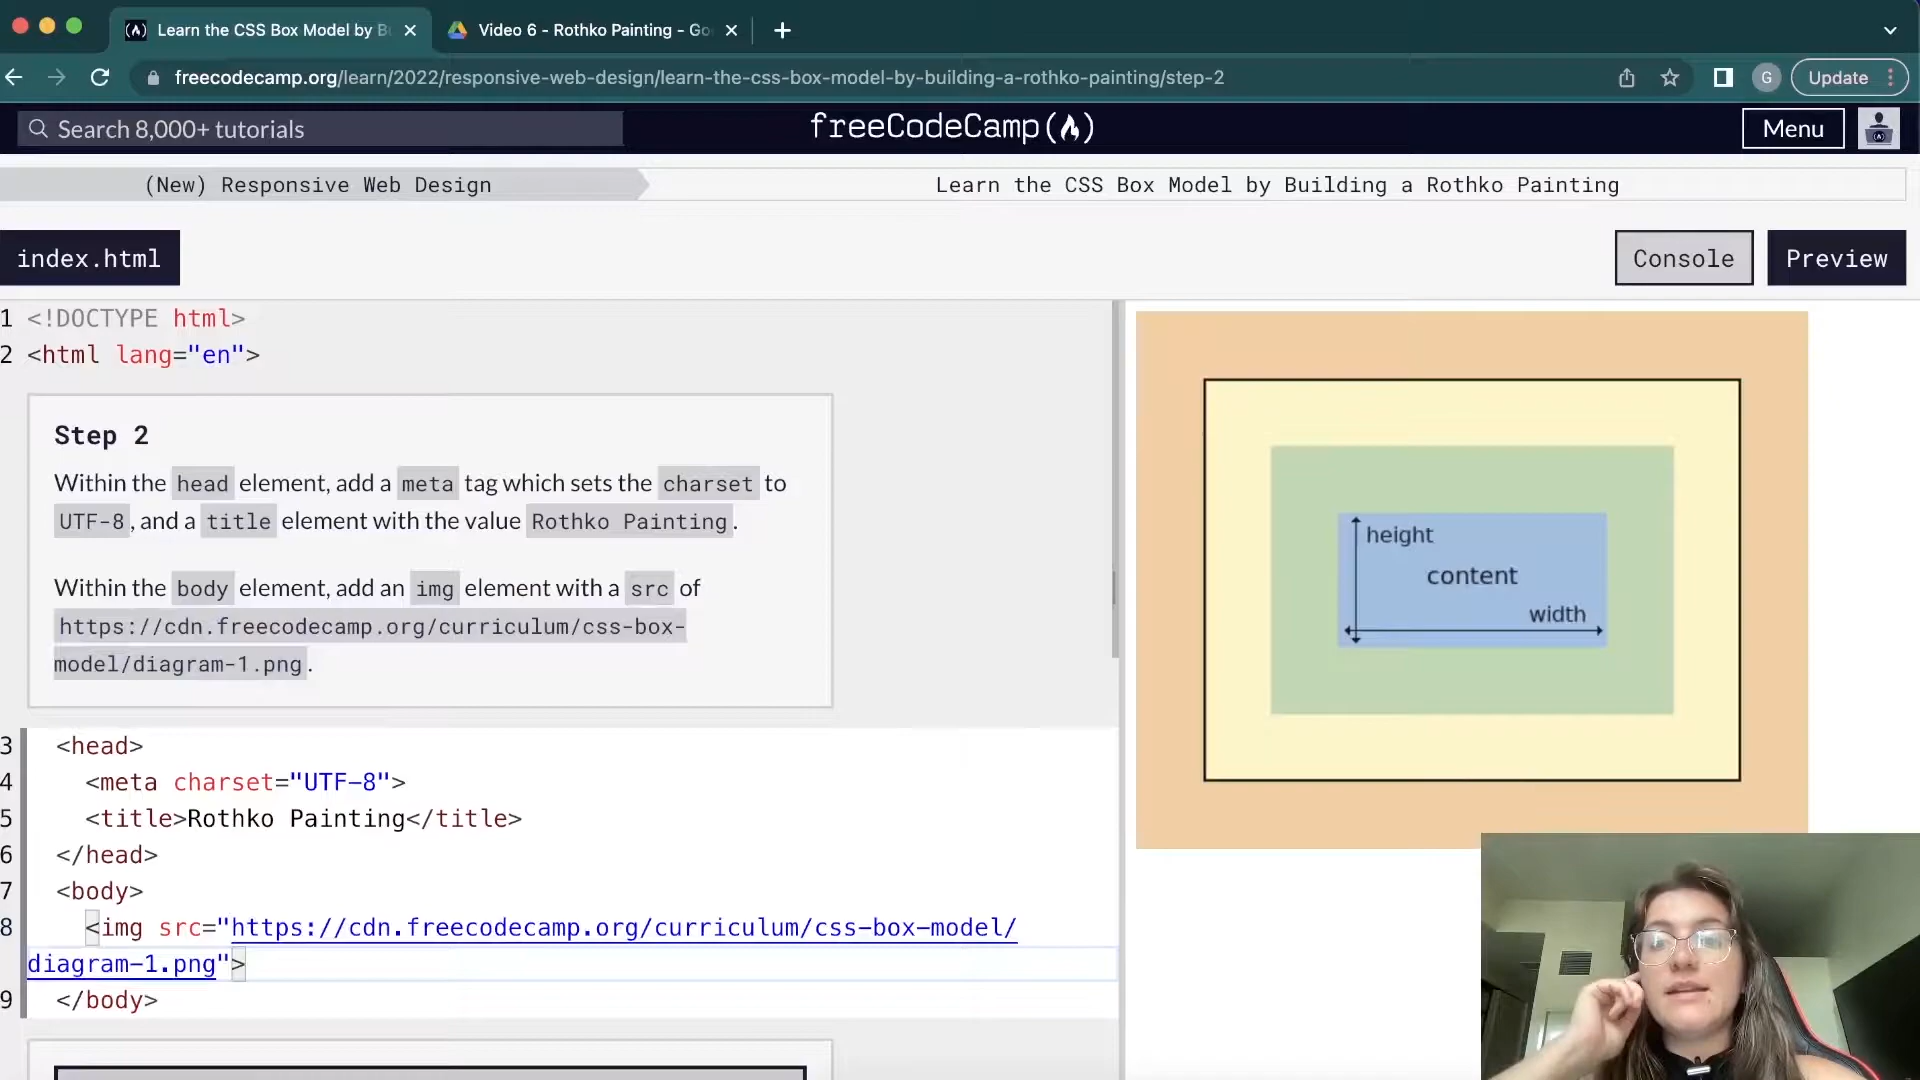 Learn the CSS Box Model by B
Video 6 - Rothko Painting - Go
freecodecamp.org/learn/2022/responsive-web-design/learn-the-css-box-model-by-building-a-rothko-painting/step-2
G
Update
Search 8,000+ tutorials
freeCodeCamp
Menu
(New) Responsive Web Design
Learn the CSS Box Model by Building a Rothko Painting
index.html
Console
Preview
1 <!DOCTYPE html>
2 <html lang="en">
Step 2
Within the head element, add a meta tag which sets the charset to
UTF-8, and a title element with the value Rothko Painting.
Within the body element, add an img element with a src of
https://cdn.freecodecamp.org/curriculum/css-box-
model/diagram-1.png.
3 <head>
4 <meta charset="UTF-8">
5 <title>Rothko Painting</title>
6 </head>
7 <body>
8 <img src="https://cdn.freecodecamp.org/curriculum/css-box-model/
diagram-1.png">
9 </body>
height
content
width